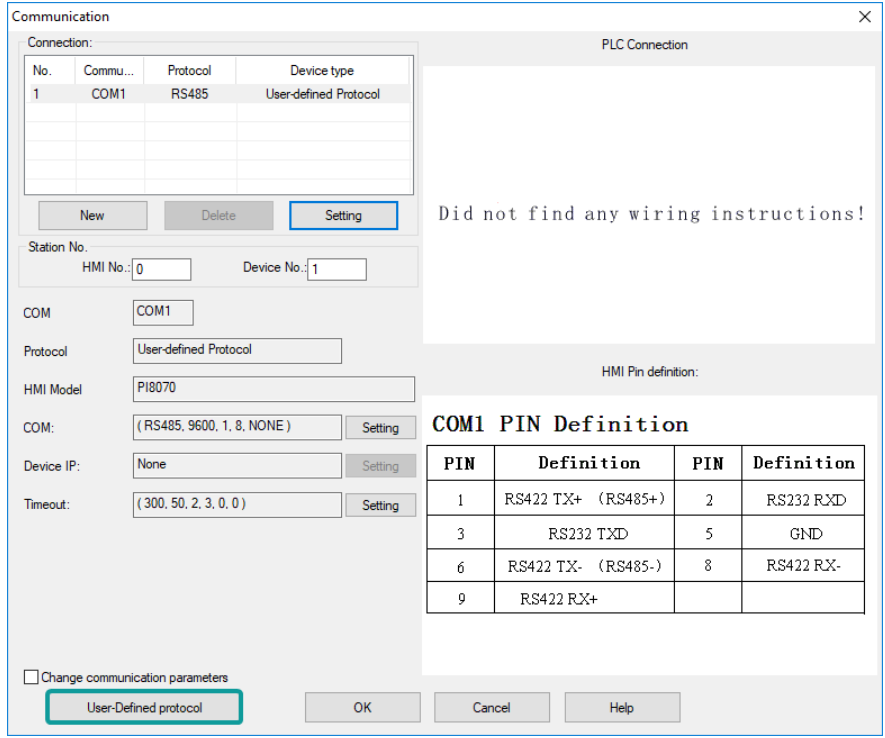 Communication
Connection:
No. Commu... Protocol Device type
1 COM1 RS485 User-defined Protocol
New Delete Setting
Station No.
HMI No.: 0 Device No.: 1
COM COM1
Protocol User-defined Protocol
HMI Model PI8070
COM: ( RS485, 9600, 1, 8, NONE ) Setting
Device IP: None Setting
Timeout: ( 300, 50, 2, 3, 0, 0 ) Setting
Change communication parameters
PLC Connection
Did not find any wiring instructions!
HMI Pin definition:
COM1 PIN Definition
PIN Definition PIN Definition
1 RS422 TX+ (RS485+) 2 RS232 RXD
3 RS232 TXD 5 GND
6 RS422 TX- (RS485-) 8 RS422 RX-
9 RS422 RX+
User-Defined protocol OK Cancel Help